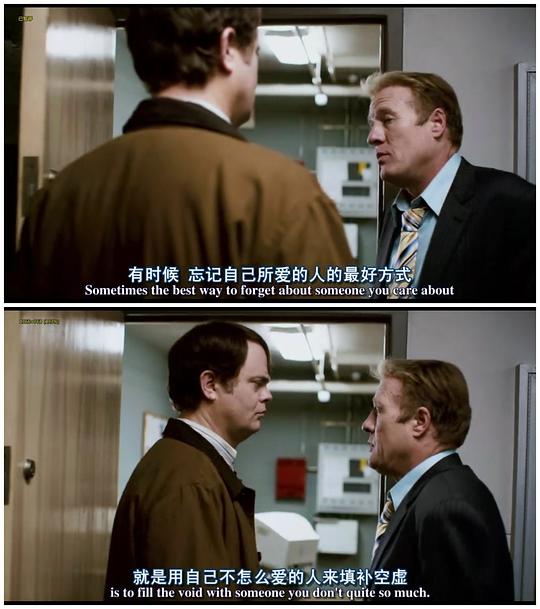 有时候 忘记自己所爱的人的最好方式
Sometimes the best way to forget about someone you care about
就是用自己不怎么爱的人来填补空虚
is to fill the void with someone you don't quite so much.